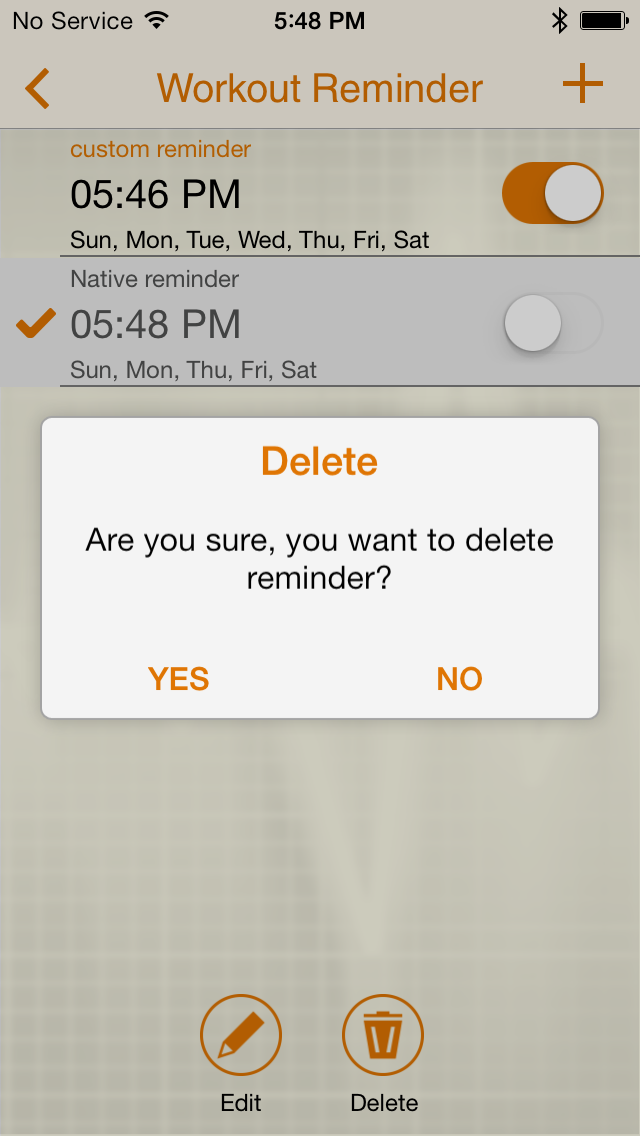 No Service 5:48 PM
Workout Reminder
custom reminder
05:46 PM
Sun, Mon, Tue, Wed, Thu, Fri, Sat
Native reminder
05:48 PM
Sun, Mon, Thu, Fri, Sat
Delete
Are you sure, you want to delete
reminder?
YES NO
Edit Delete